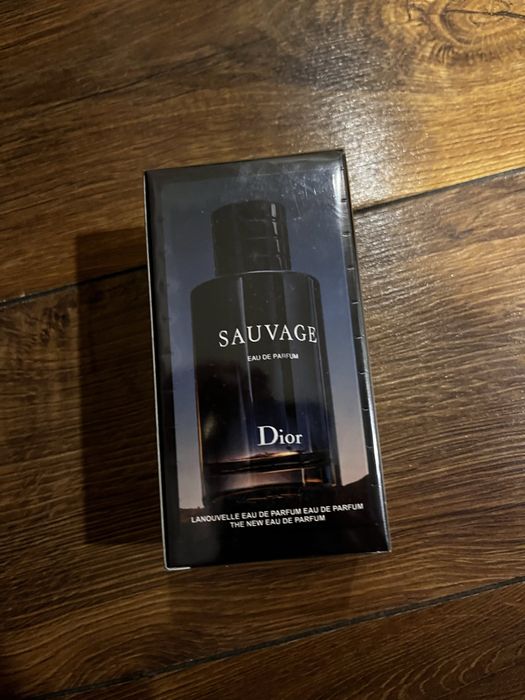 SAUVAGE
EAU DE PARFUM
Dior
LANOUVELLE EAU DE PARFUM EAU DE PARFUM
THE NEW EAU DE PARFUM